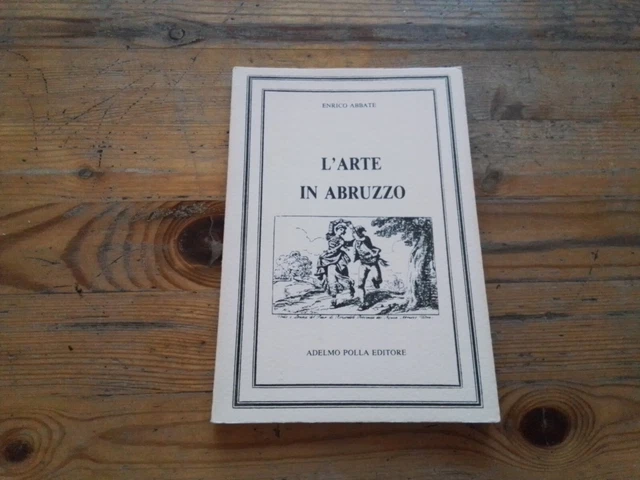 ENRICO ABBATE
L'ARTE
IN ABRUZZO
ADELMO POLLA EDITORE